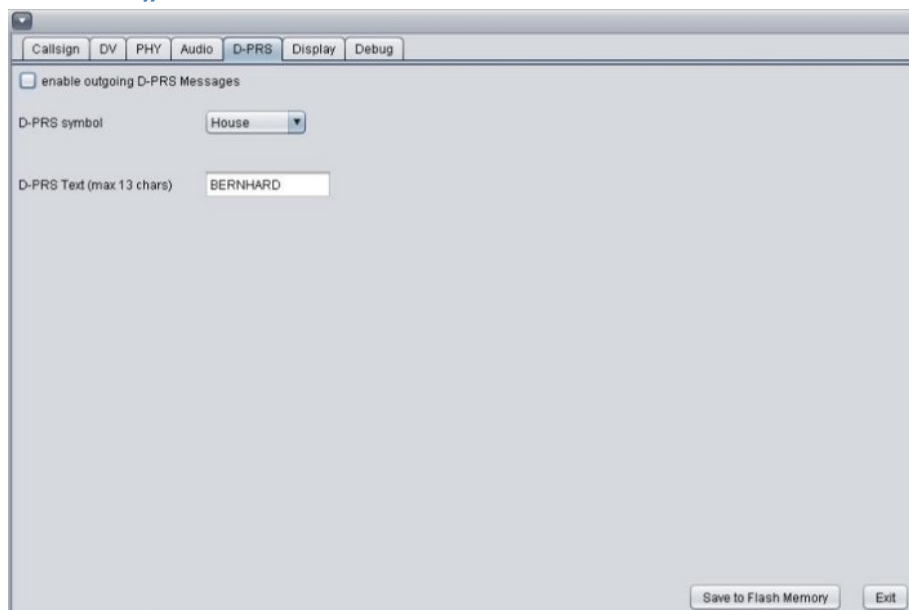 Callsign DV PHY Audio D-PRS Display Debug
enable outgoing D-PRS Messages
D-PRS symbol House
D-PRS Text (max 13 chars) BERNHARD
Save to Flash Memory Exit